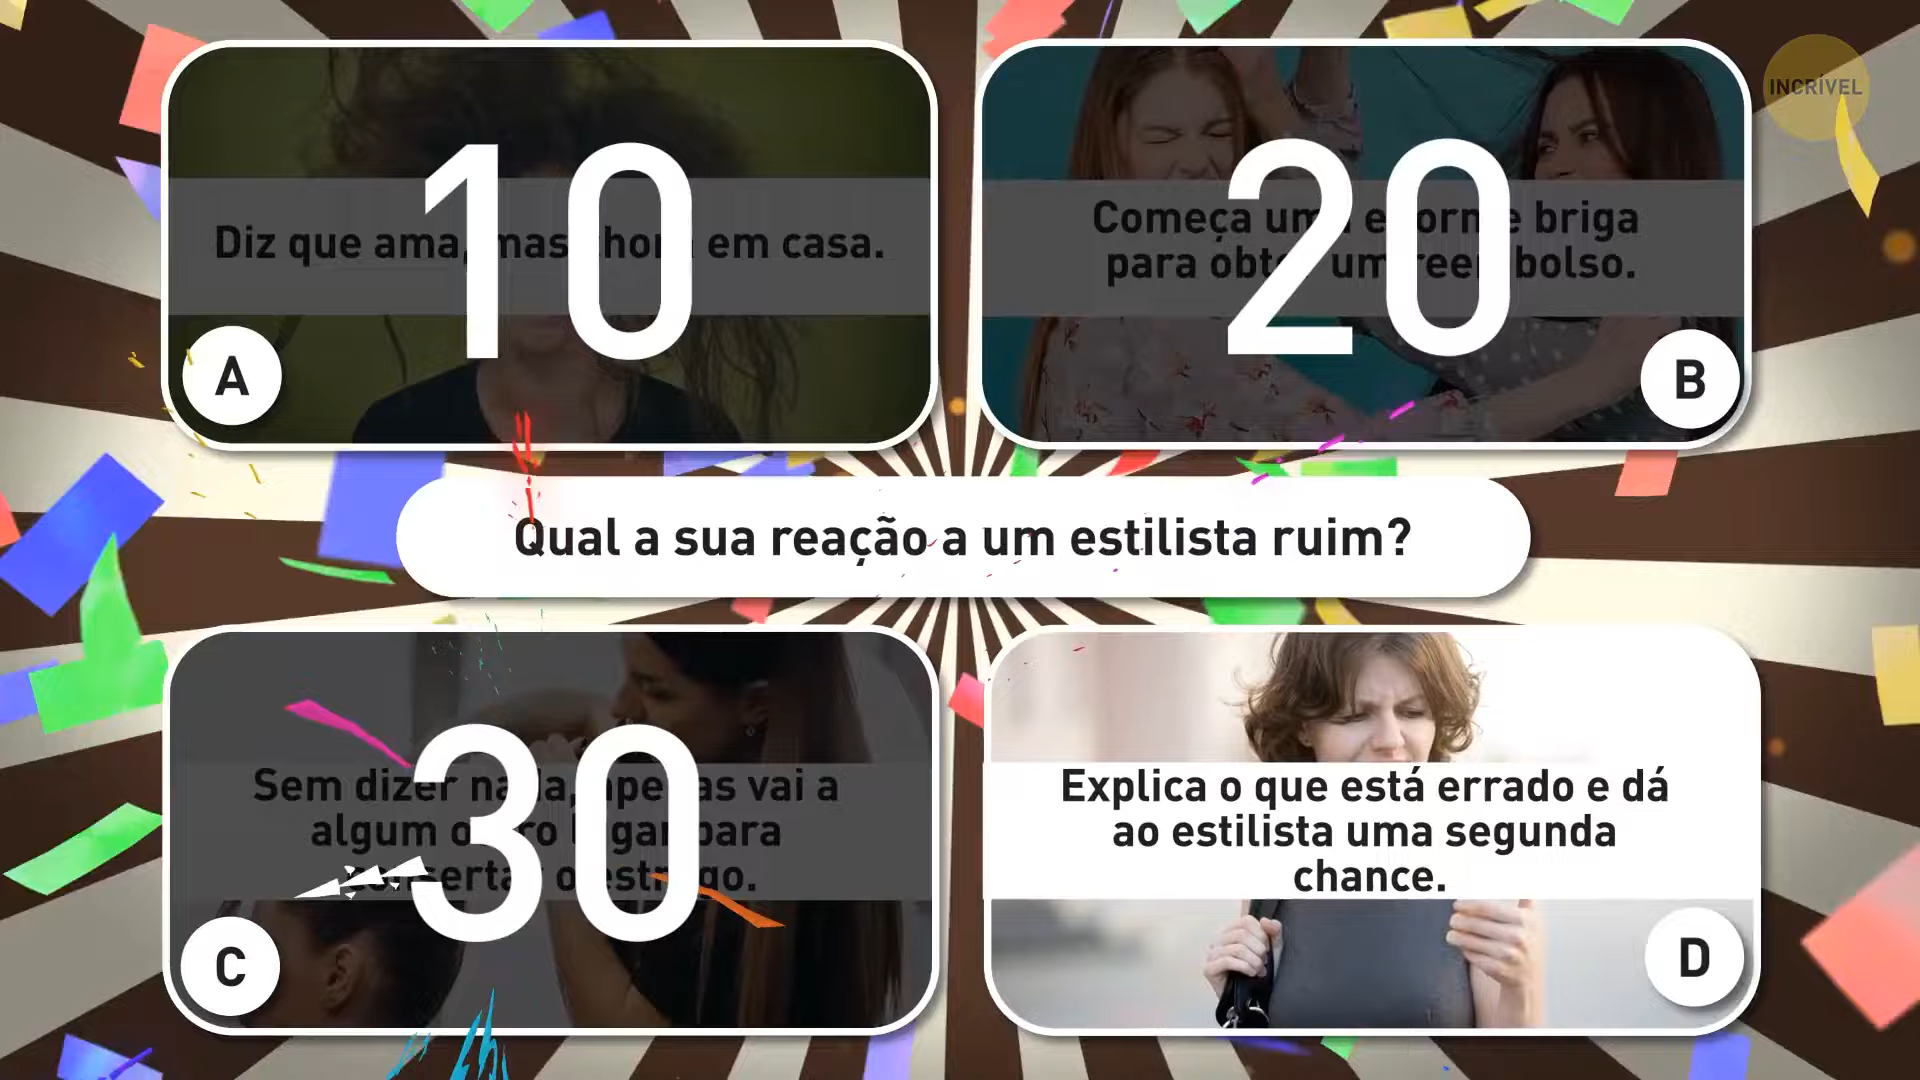 INCRÍVEL
10
Diz que ama, mas em casa.
A
20
Começa briga
para um
B
Qual a sua reação a um estilista ruim?
30
Sem dizer vai a
algum para
C
Explica o que está errado e dá
ao estilista uma segunda
chance.
D